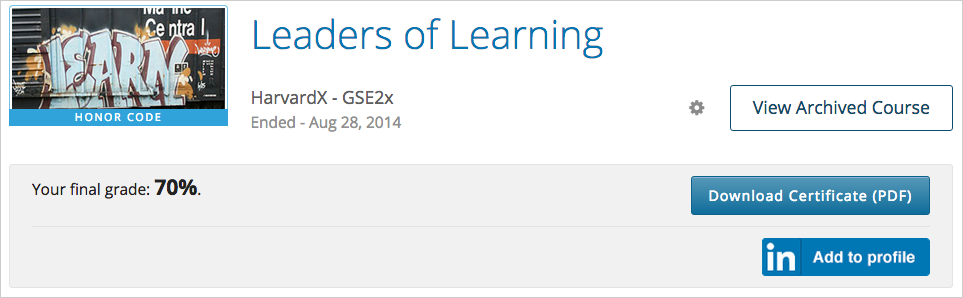 Maine
Central
LEARN
HONOR CODE
Leaders of Learning
HarvardX - GSE2x
Ended - Aug 28, 2014
View Archived Course
Your final grade: 70%.
Download Certificate (PDF)
in Add to profile